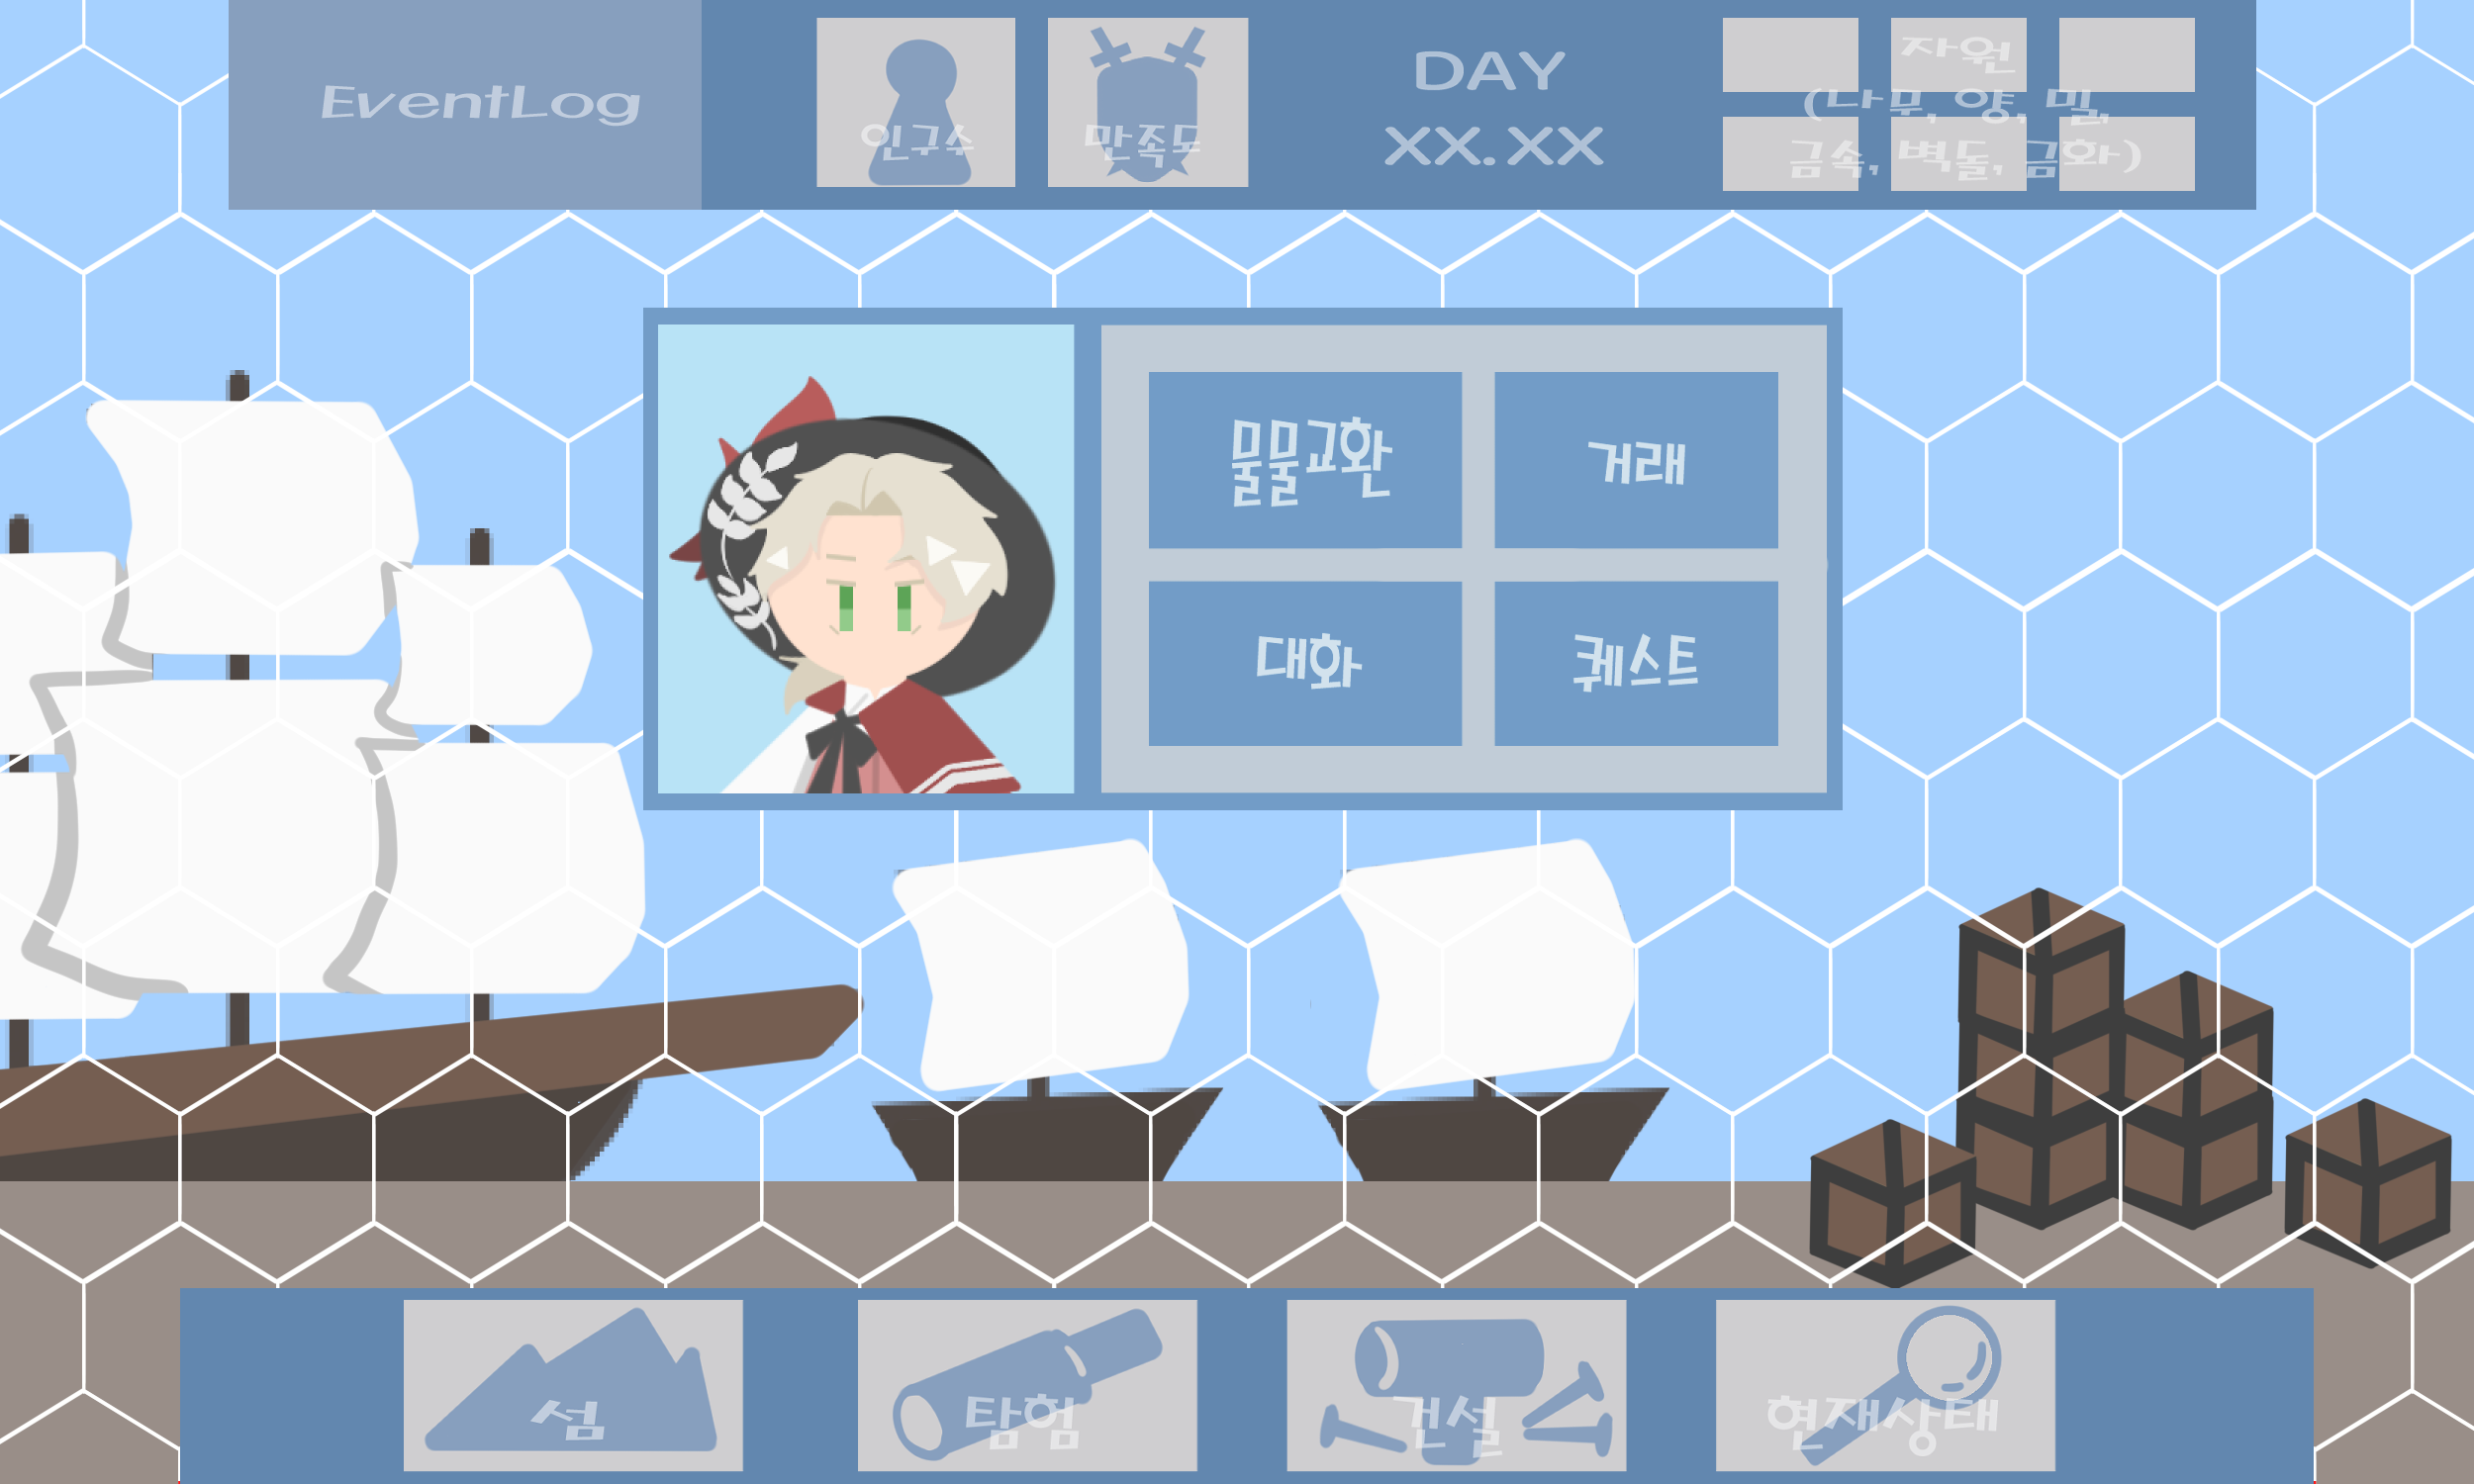 EventLog
인구수
만족도
DAY
XX.XX
자원
(나무, 양, 밀,
벽돌, 금화)
물물교환
거래
대화
퀘스트
섬
탐험
건설
현재상태